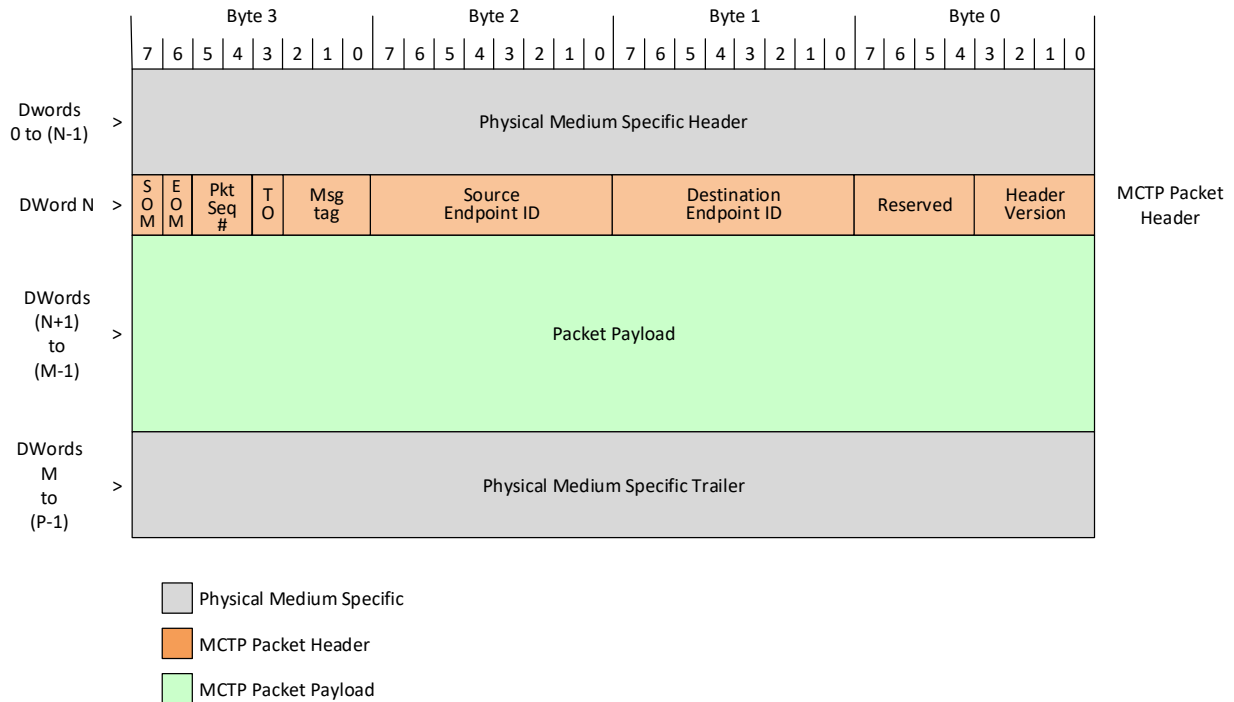 Byte 3 Byte 2 Byte 1 Byte 0
7 6 5 4 3 2 1 0 7 6 5 4 3 2 1 0 7 6 5 4 3 2 1 0 7 6 5 4 3 2 1 0
Dwords
0 to (N-1)
>
Physical Medium Specific Header
DWord N >
SOM
EOM
Pkt
Seq
#
TO
Msg
tag
Source
Endpoint ID
Destination
Endpoint ID
Reserved
Header
Version
MCTP Packet
Header
DWords
(N+1)
to
(M-1)
>
Packet Payload
DWords
M
to
(P-1)
>
Physical Medium Specific Trailer
Physical Medium Specific
MCTP Packet Header
MCTP Packet Payload